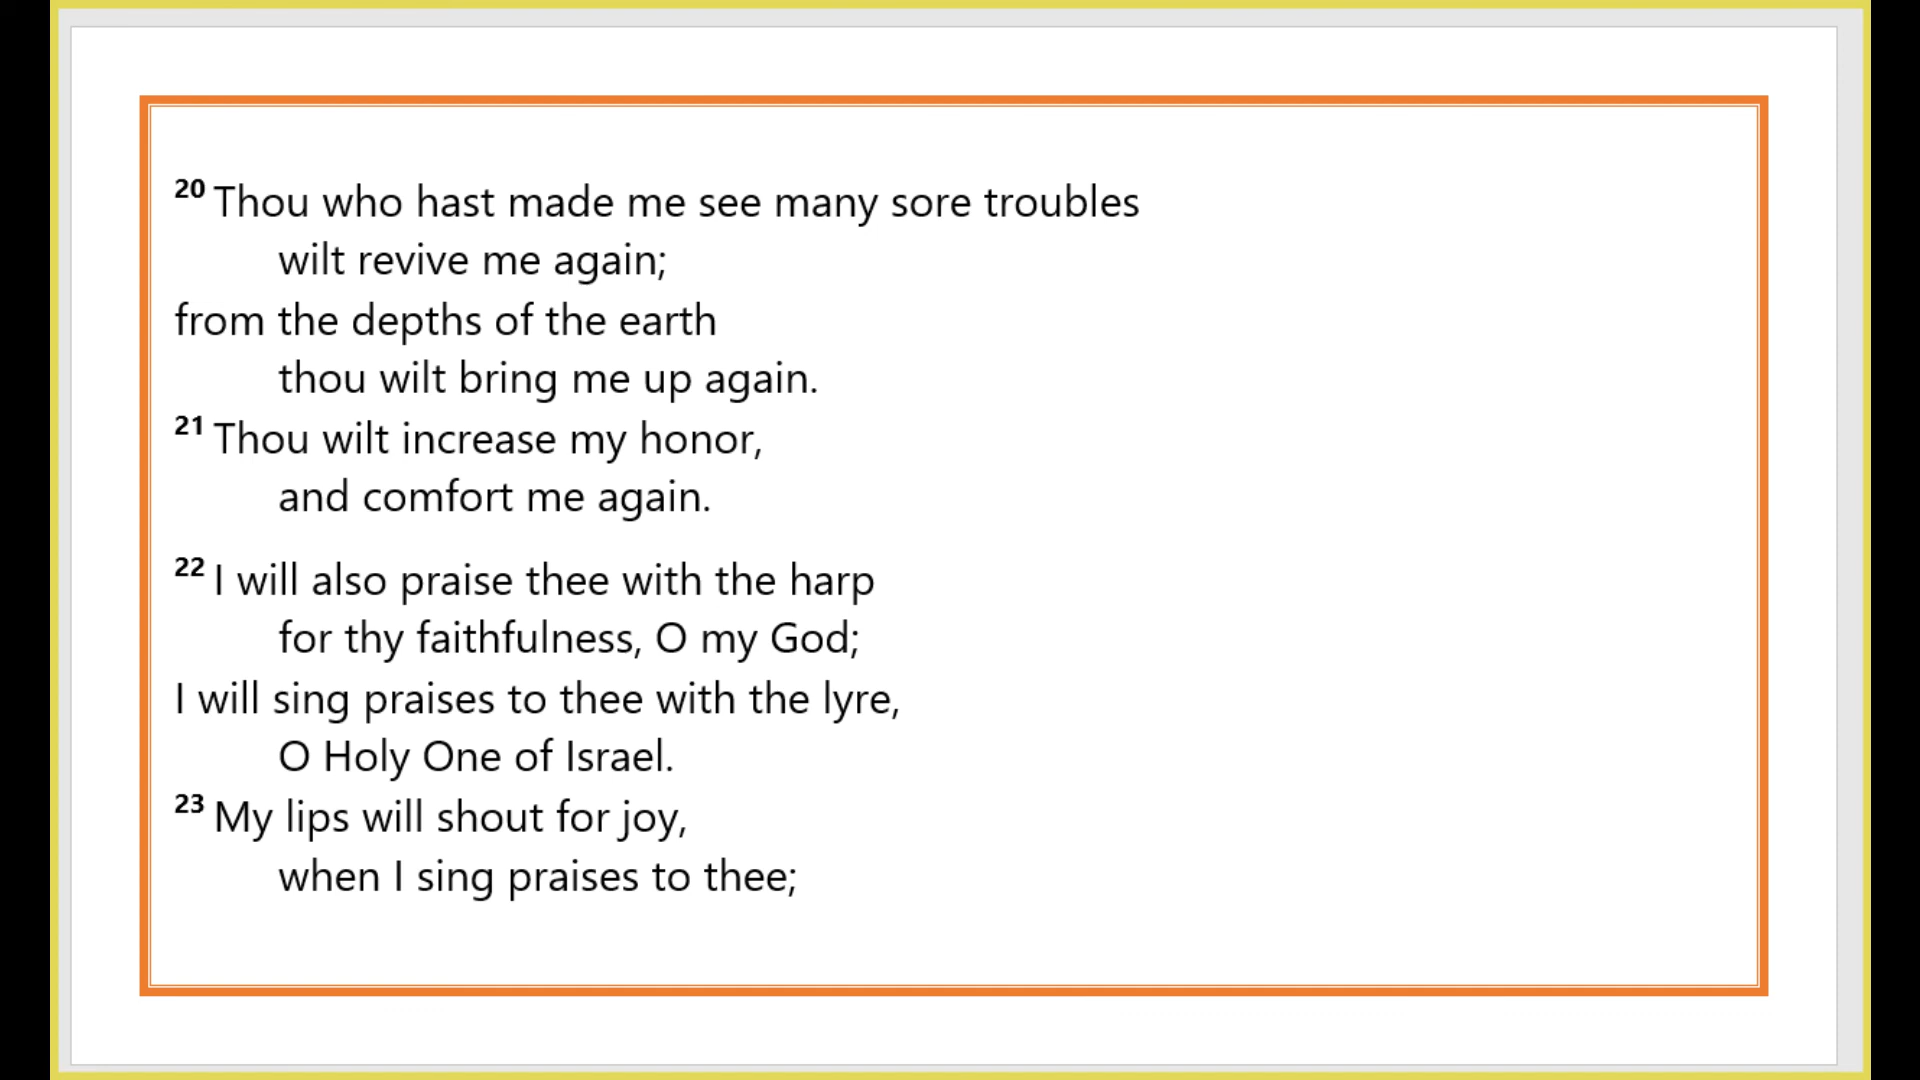 20 Thou who hast made me see many sore troubles
wilt revive me again;
from the depths of the earth
thou wilt bring me up again.
21 Thou wilt increase my honor,
and comfort me again.
22 I will also praise thee with the harp
for thy faithfulness, O my God;
I will sing praises to thee with the lyre,
O Holy One of Israel.
23 My lips will shout for joy,
when I sing praises to thee;